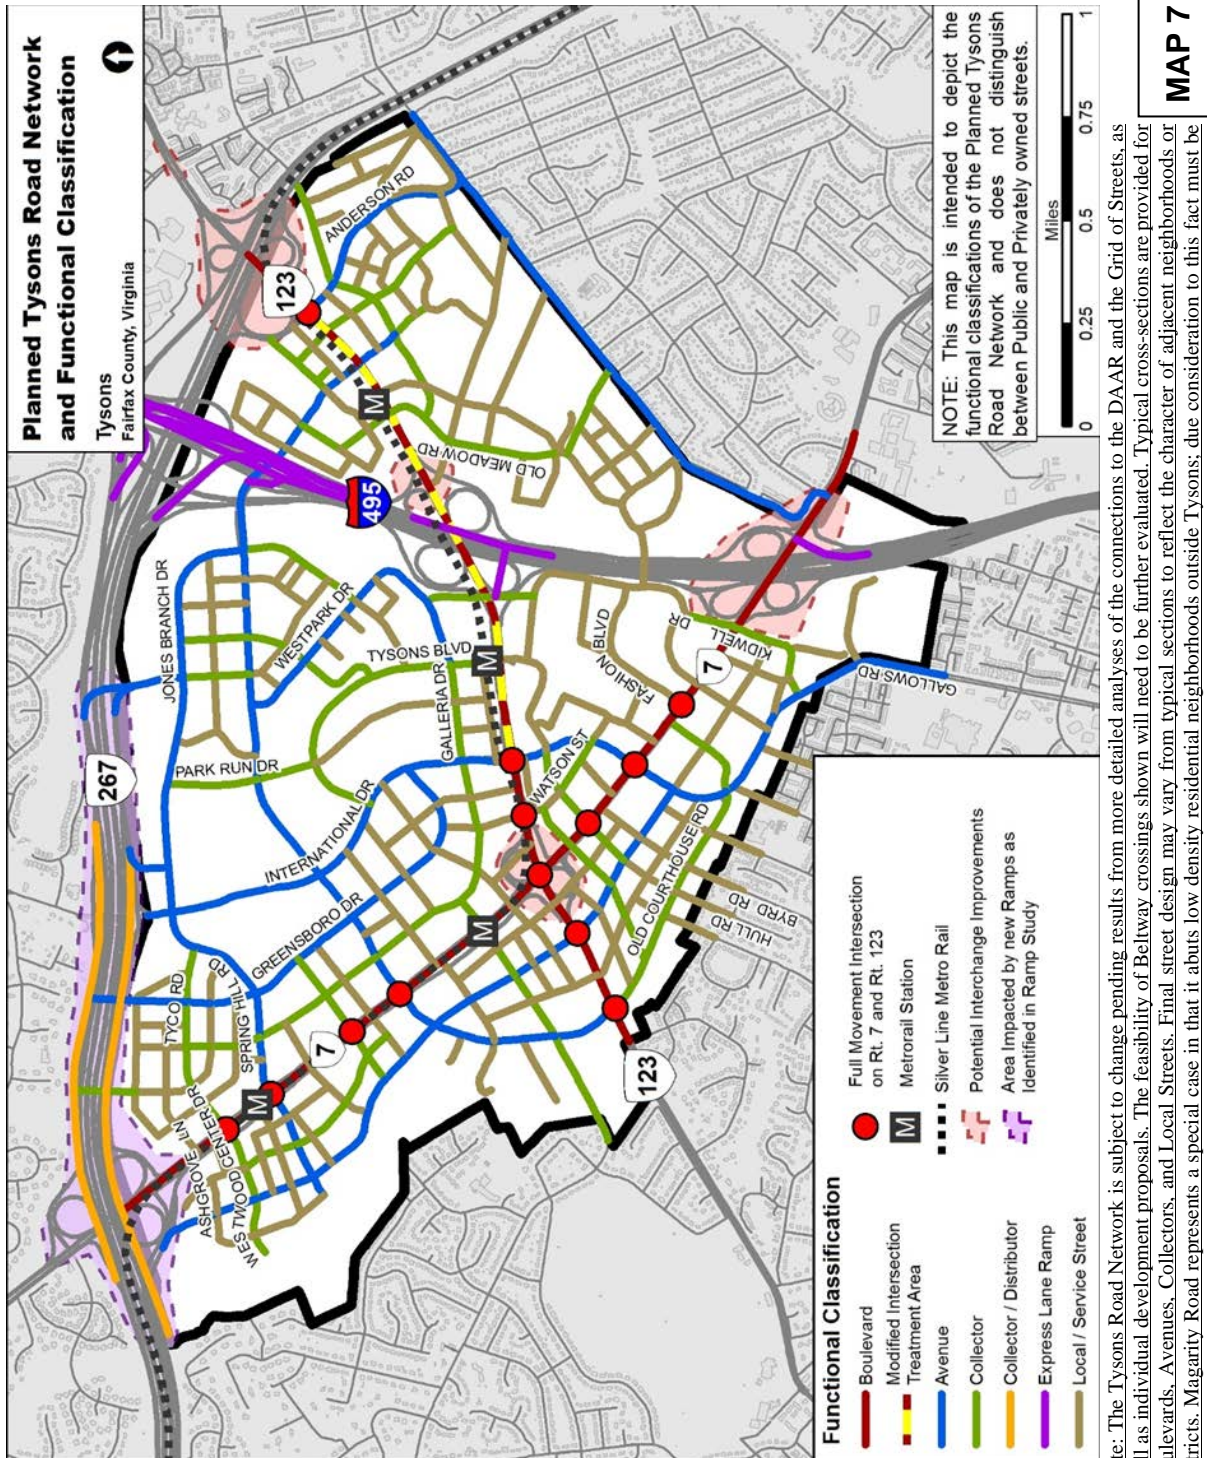 Planned Tysons Road Network
and Functional Classification
Tysons
Fairfax County, Virginia
267
123
495
7
7
123
M
M
M
M
JONES BRANCH DR
WESTPARK DR
TYSONS BLVD
GALLERIA DR
PARK RUN DR
INTERNATIONAL DR
GREENSBORO DR
SPRING HILL RD
TYCO RD
ASHGROVE LN
WESTWOOD CENTER DR
ANDERSON RD
OLD MEADOW RD
FASHION BLVD
KIDWELL DR
WATSON ST
GALLOWS RD
OLD COURTHOUSE RD
BYRD RD
HULL RD
NOTE: This map is intended to depict the
functional classifications of the Planned Tysons
Road Network and does not distinguish
between Public and Privately owned streets.
Miles
0 0.25 0.5 0.75 1
Functional Classification
Boulevard
Modified Intersection
Treatment Area
Avenue
Collector
Collector / Distributor
Express Lane Ramp
Local / Service Street
Full Movement Intersection
on Rt. 7 and Rt. 123
M
Metrorail Station
Silver Line Metro Rail
Potential Interchange Improvements
Area Impacted by new Ramps as
Identified in Ramp Study
te: The Tysons Road Network is subject to change pending results from more detailed analyses of the connections to the DAAR and the Grid of Streets, as
ll as individual development proposals. The feasibility of Beltway crossings shown will need to be further evaluated. Typical cross-sections are provided for
ulevards, Avenues, Collectors, and Local Streets. Final street design may vary from typical sections to reflect the character of adjacent neighborhoods or
tricts. Magarity Road represents a special case in that it abuts low density residential neighborhoods outside Tysons; due consideration to this fact must be
MAP 7